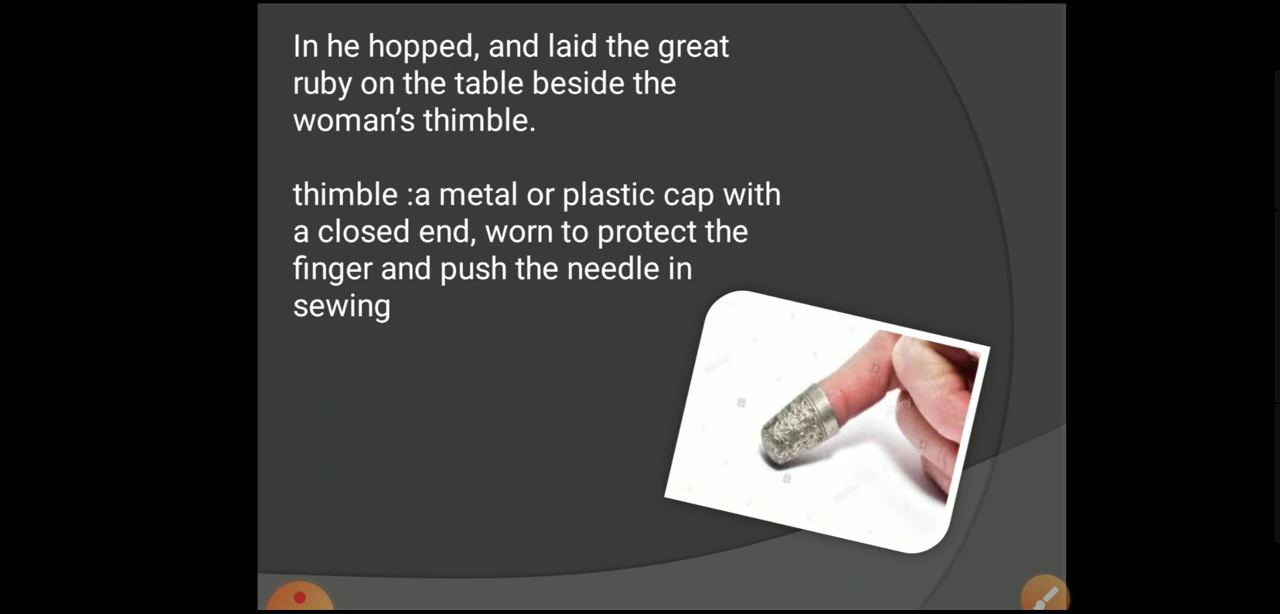 In he hopped, and laid the great
ruby on the table beside the
woman’s thimble.
thimble :a metal or plastic cap with
a closed end, worn to protect the
finger and push the needle in
sewing